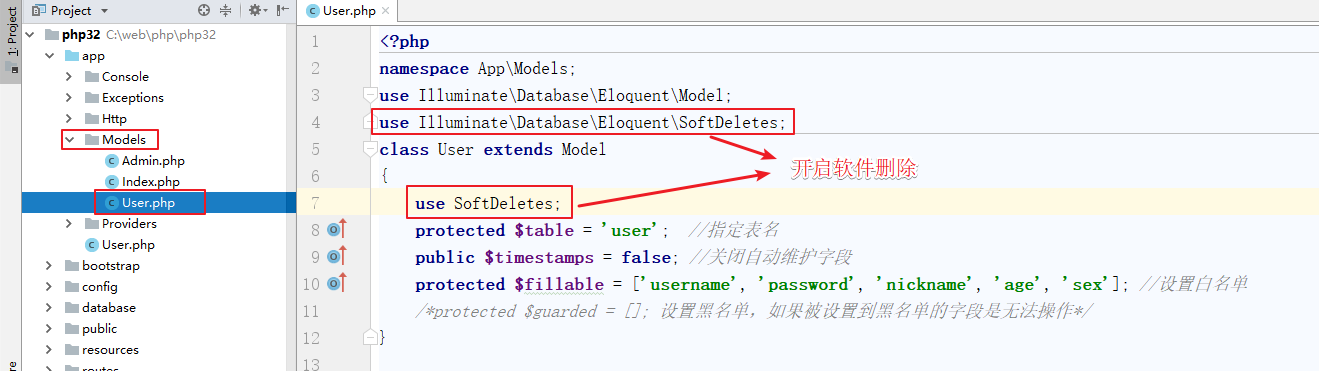 1: Project
Project
php32 C:\web\php\php32
app
Console
Exceptions
Http
Models
Admin.php
Index.php
User.php
Providers
User.php
bootstrap
config
database
public
resources
routes
User.php
1 <?php
2 namespace App\Models;
3 use Illuminate\Database\Eloquent\Model;
4 use Illuminate\Database\Eloquent\SoftDeletes;
5 class User extends Model
6 {
7 use SoftDeletes;
8 protected $table = 'user'; //指定表名
9 public $timestamps = false; //关闭自动维护字段
10 protected $fillable = ['username', 'password', 'nickname', 'age', 'sex']; //设置白名单
11 /*protected $guarded = []; 设置黑名单，如果被设置到黑名单的字段是无法操作*/
12 }
13
开启软件删除